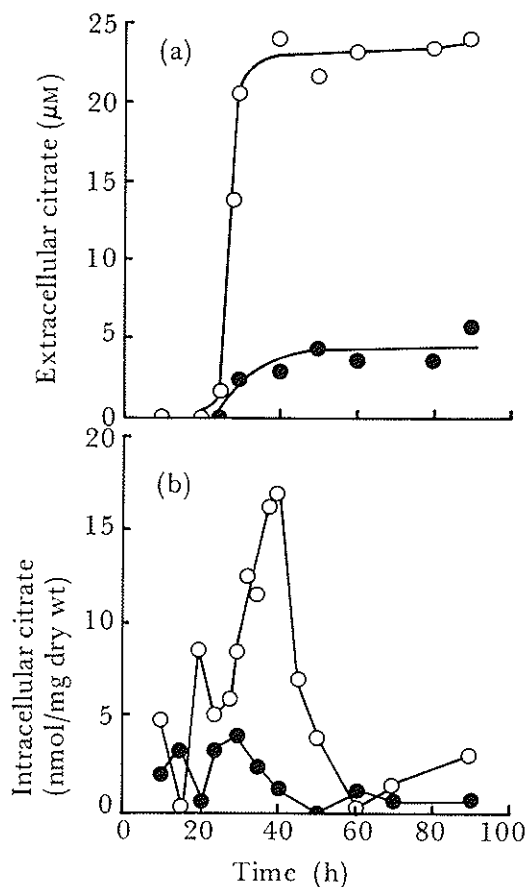 (a)
Extracellular citrate (μM)
25
20
15
10
5
0
(b)
Intracellular citrate
(nmol/mg dry wt)
20
15
10
5
0
0 20 40 60 80 100
Time (h)